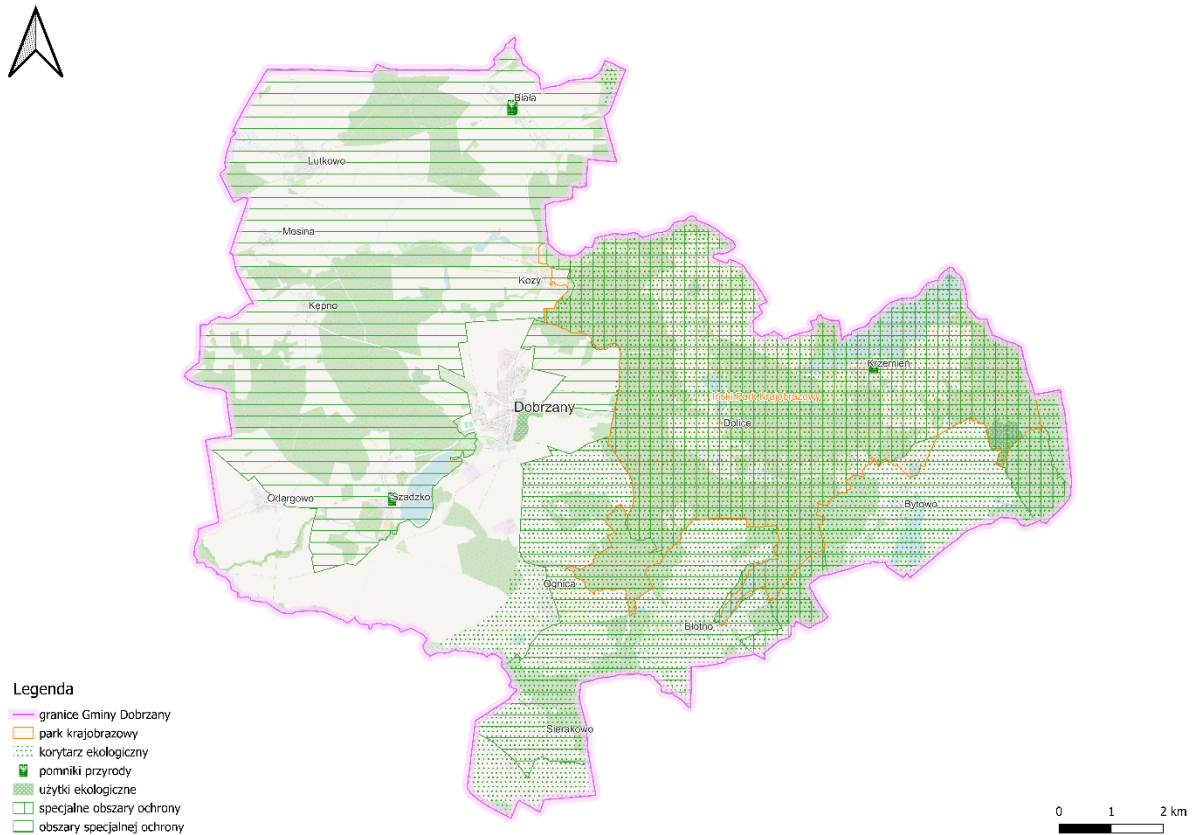 Biała
Lutkowo
Mosina
Kozy
Kępno
Krzemień
Iński Park Krajobrazowy
Dobrzany
Dolice
Szadzko
Odargowo
Bytowo
Ognica
Błotno
Sierakowo
Legenda
granice Gminy Dobrzany
park krajobrazowy
korytarz ekologiczny
pomniki przyrody
użytki ekologiczne
specjalne obszary ochrony
obszary specjalnej ochrony
0 1 2 km